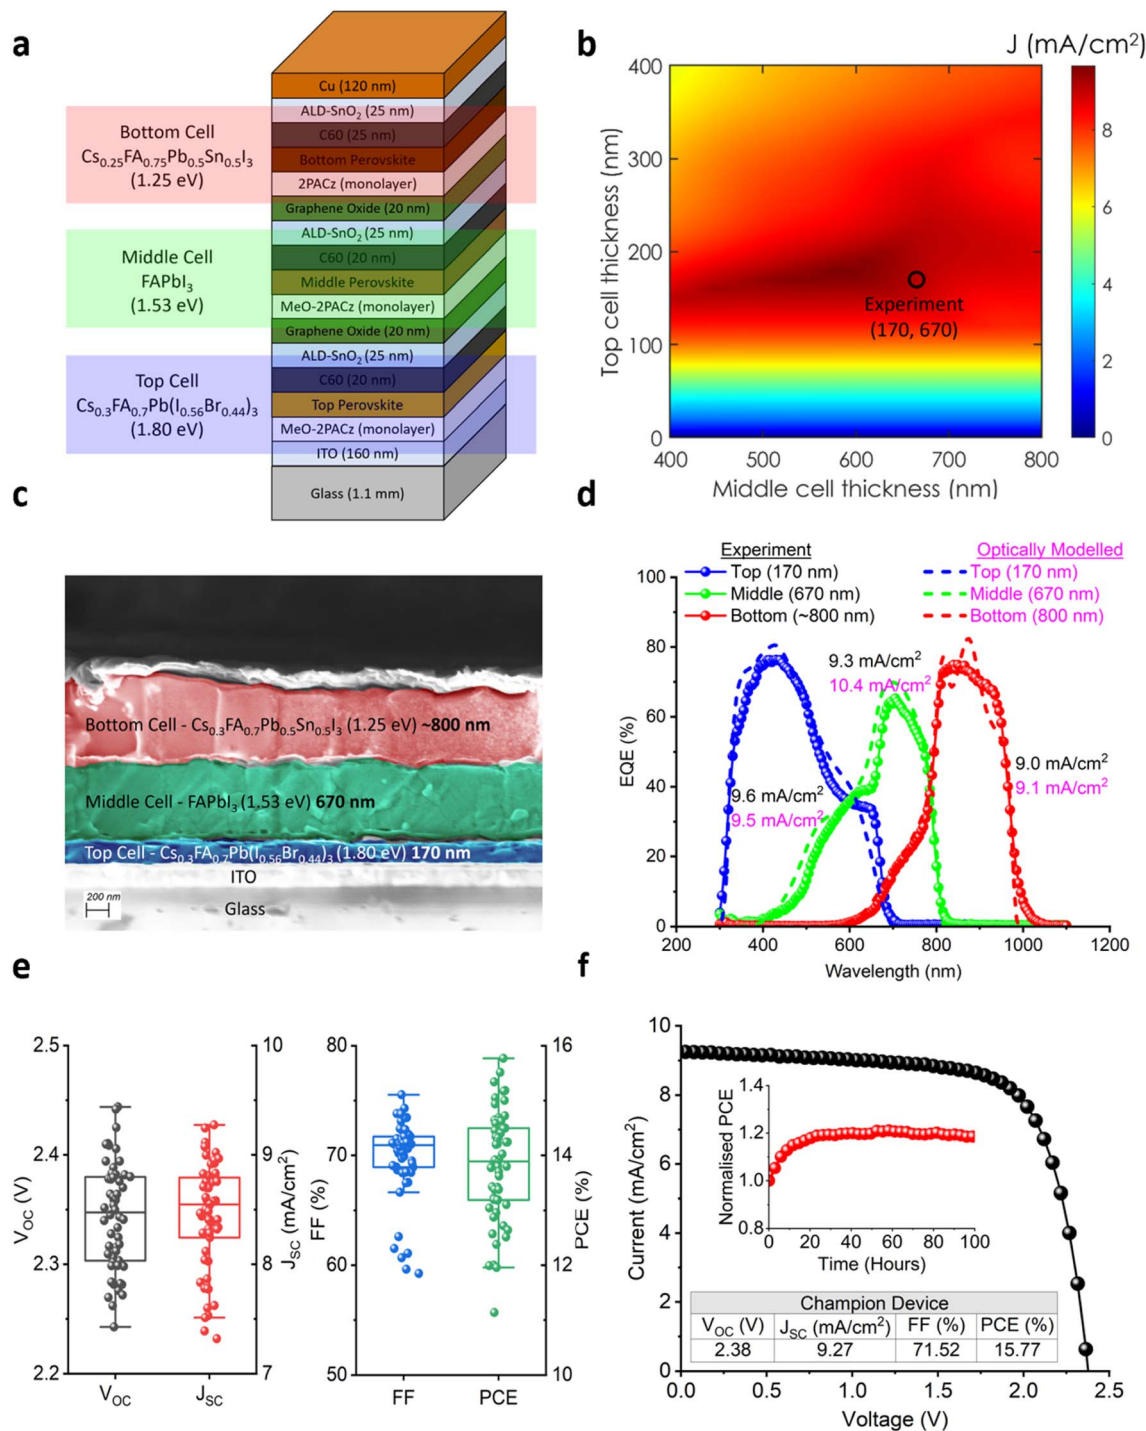 a
Cu (120 nm)
ALD-SnO₂ (25 nm)
C60 (25 nm)
Bottom Perovskite
2PACz (monolayer)
Graphene Oxide (20 nm)
ALD-SnO₂ (25 nm)
C60 (20 nm)
Middle Perovskite
MeO-2PACz (monolayer)
Graphene Oxide (20 nm)
ALD-SnO₂ (25 nm)
C60 (20 nm)
Top Perovskite
MeO-2PACz (monolayer)
ITO (160 nm)
Glass (1.1 mm)
Bottom Cell
Cs₀.₂₅FA₀.₇₅Pb₀.₅Sn₀.₅I₃
(1.25 eV)
Middle Cell
FAPbI₃
(1.53 eV)
Top Cell
Cs₀.₃FA₀.₇Pb(I₀.₅₆Br₀.₄₄)₃
(1.80 eV)
b
J (mA/cm²)
400
300
200
100
0
Top cell thickness (nm)
Experiment
(170, 670)
400 500 600 700 800
Middle cell thickness (nm)
8
6
4
2
0
c
Bottom Cell - Cs₀.₃FA₀.₇Pb₀.₅Sn₀.₅I₃ (1.25 eV) ~800 nm
Middle Cell - FAPbI₃ (1.53 eV) 670 nm
Top Cell - Cs₀.₃FA₀.₇Pb(I₀.₅₆Br₀.₄₄)₃ (1.80 eV) 170 nm
ITO
200 nm
Glass
d
Experiment
Top (170 nm)
Middle (670 nm)
Bottom (~800 nm)
Optically Modelled
Top (170 nm)
Middle (670 nm)
Bottom (800 nm)
100
80
60
40
20
0
EQE (%)
9.3 mA/cm²
10.4 mA/cm²
9.6 mA/cm²
9.5 mA/cm²
9.0 mA/cm²
9.1 mA/cm²
200 400 600 800 1000 1200
Wavelength (nm)
e
2.5
2.4
2.3
2.2
V_OC (V)
10
9
8
7
J_SC (mA/cm²)
V_OC J_SC
80
70
60
50
FF (%)
16
14
12
10
PCE (%)
FF PCE
f
10
8
6
4
2
0
Current (mA/cm²)
1.4
1.2
1.0
0.8
Normalised PCE
0 20 40 60 80 100
Time (Hours)
Champion Device
V_OC (V) J_SC (mA/cm²) FF (%) PCE (%)
2.38 9.27 71.52 15.77
0.0 0.5 1.0 1.5 2.0 2.5
Voltage (V)